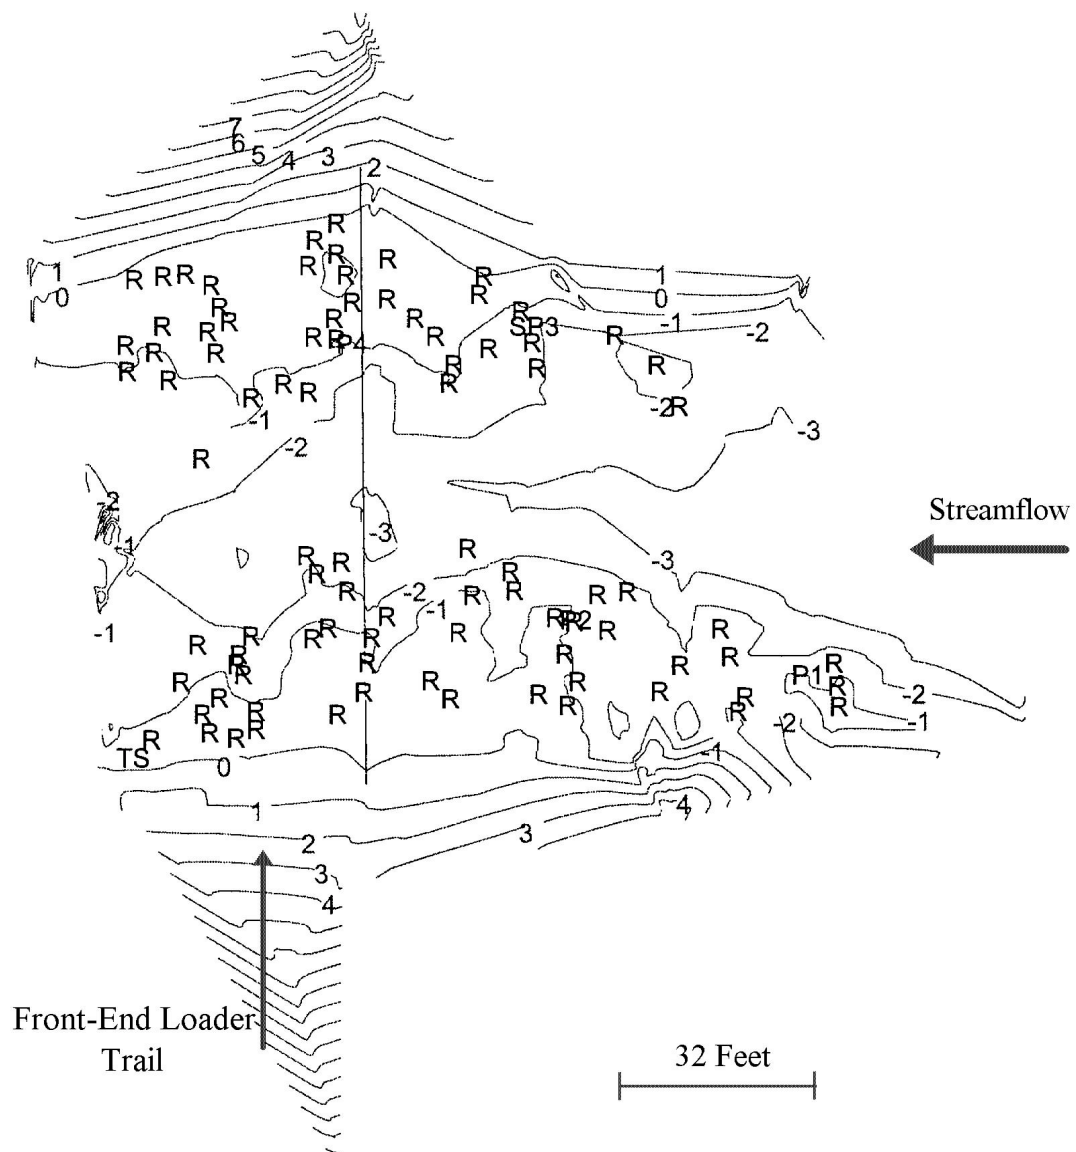 7
6
5 4 3 2
R
R
R
R R
1 R R R R R R
0 R R R 0 1
R R
R R R
R R R R SP3 -1 -2
R R R P4 R R R R
R R R
R R R R R R
R R R R
-1 -2 R
-3
-2
R
-2
Streamflow
-3
-1
R R R -3
R R
R -2 R R R R
-1
-1 R R P2
R R R R R R R
R R R R R R
R R P1
R R R R R
R R R R R R -2
R R R R R
R R R R R -2 -1
R R R
TS -1
0
1 4
2 3
3
4
Front-End Loader
Trail
32 Feet